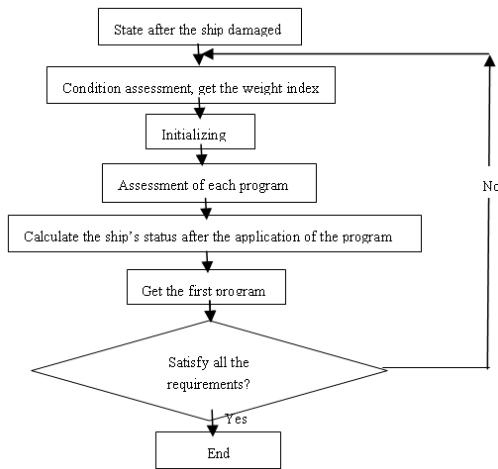 State after the ship damaged
Condition assessment, get the weight index
Initializing
Assessment of each program
No
Calculate the ship's status after the application of the program
Get the first program
Satisfy all the
requirements?
Yes
End